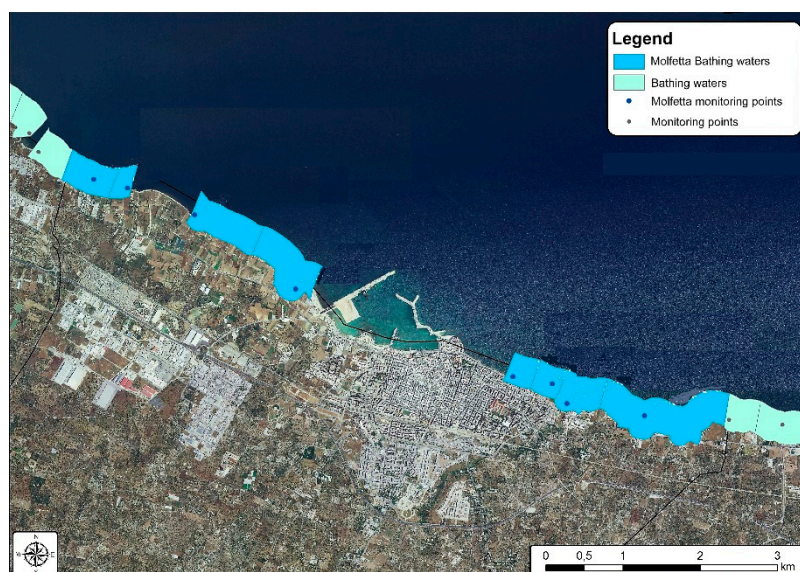 Legend
Molfetta Bathing waters
Bathing waters
Molfetta monitoring points
Monitoring points
N
W E
S
0 0,5 1 2 3
km